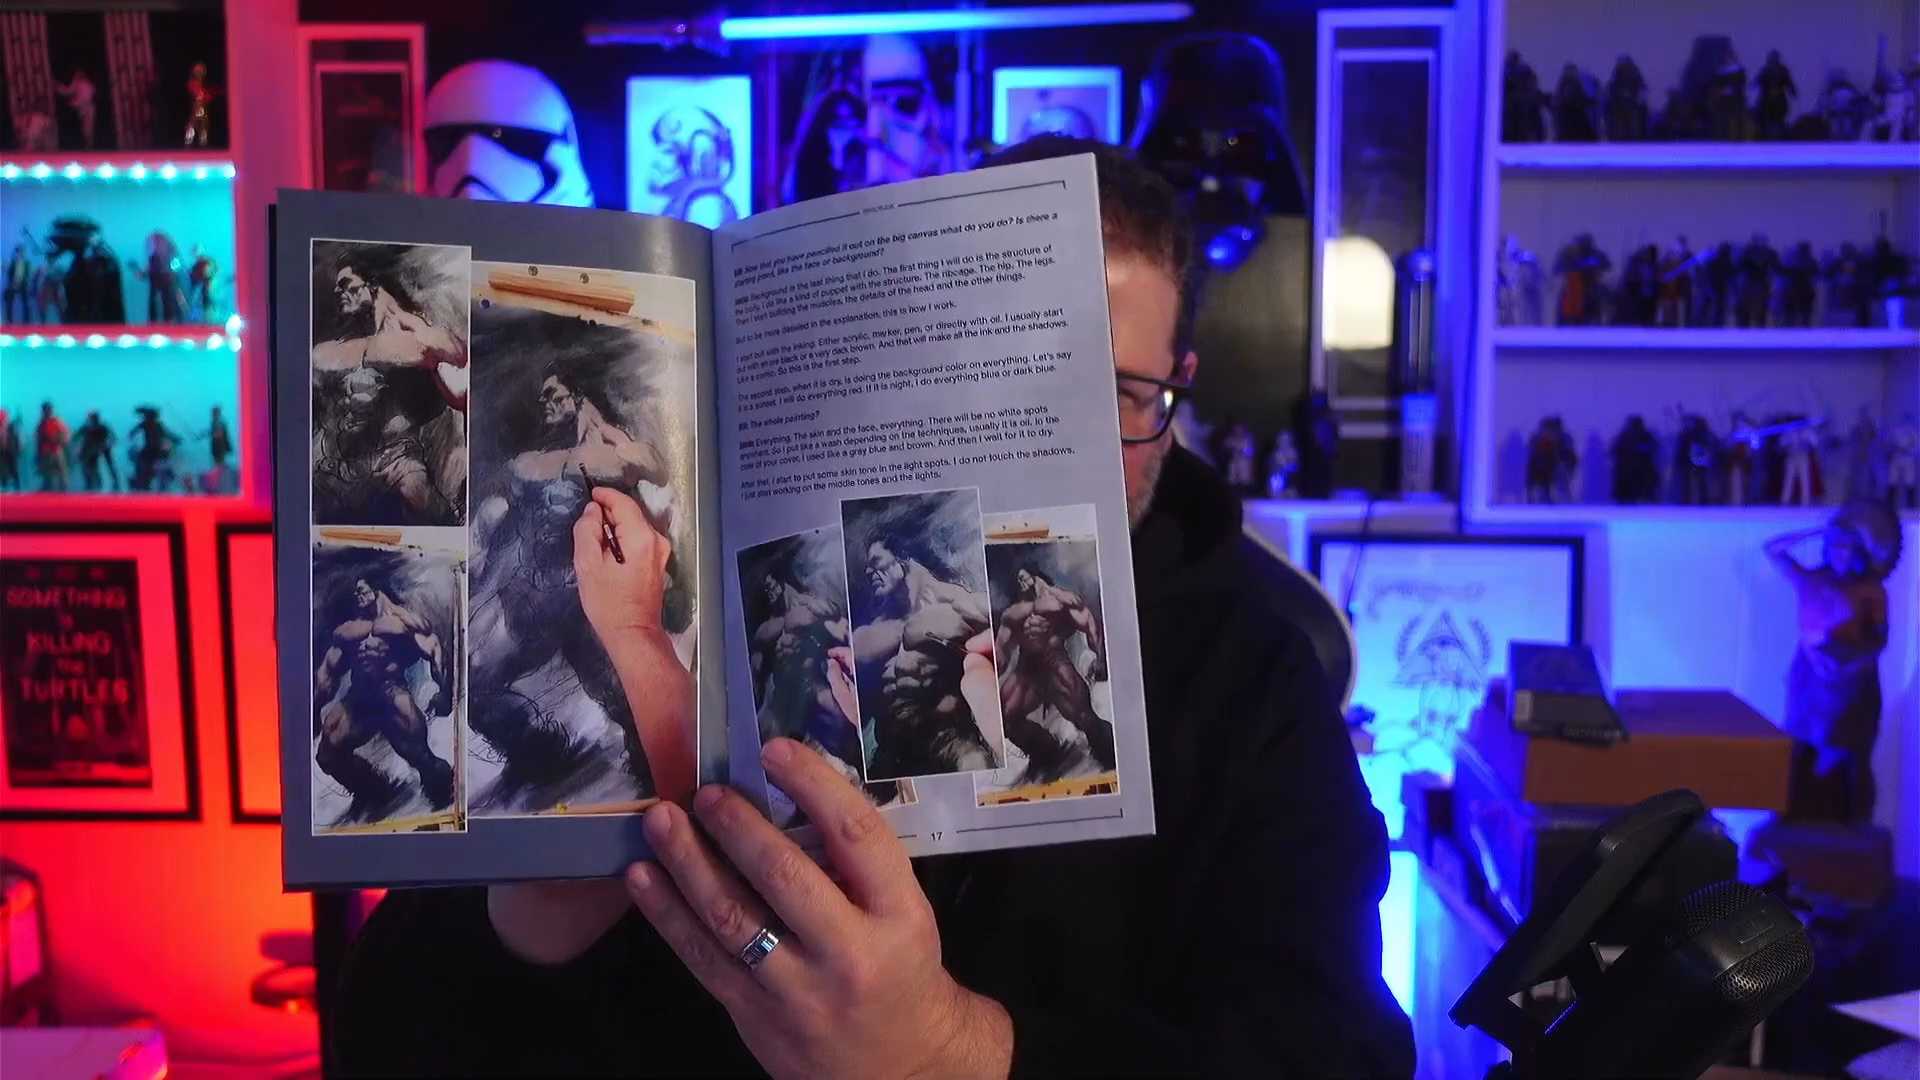 Now that you have pencilled it out on the big canvas what do you do? Is there a
starting point, like the face or background?
Background is the last thing that I do. The first thing I will do is the structure of
the body. I do like a kind of puppet with the structure. The ribcage. The hip. The legs.
Then I start building the muscles, the details of the head and the other things.
But to be more detailed in the explanation, this is how I work.
I start out with the inking. Either acrylic, marker, pen, or directly with oil. I usually start
out with more black or a very dark brown. And that will make all the ink and the shadows.
Like a comic. So this is the first step.
The second step, when it is dry, is doing the background color on everything. Let's say
it is a sunset. I will do everything red. If it is night, I do everything blue or dark blue.
The whole painting?
Everything. The skin and the face, everything. There will be no white spots
anywhere. So I put like a wash depending on the techniques, usually it is oil. In the
case of your cover, I used like a gray blue and brown. And then I wait for it to dry.
After that, I start to put some skin tone in the light spots. I do not touch the shadows.
I just start working on the middle tones and the lights.
17
SOMETHING
is
KILLING
the
TURTLES
30